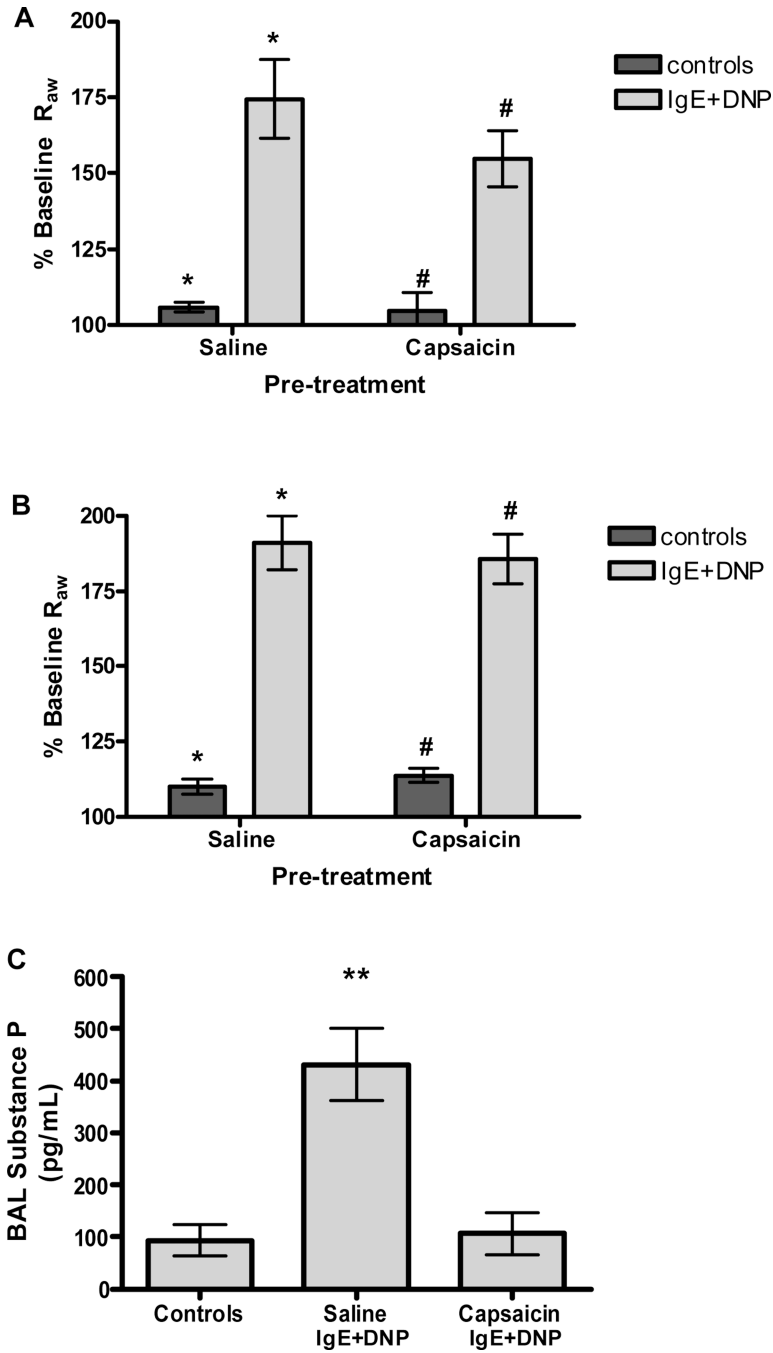 A
% Baseline Raw
200
175
150
125
100
*
*
#
#
controls
IgE+DNP
Saline
Capsaicin
Pre-treatment
B
% Baseline Raw
200
175
150
125
100
*
*
#
#
controls
IgE+DNP
Saline
Capsaicin
Pre-treatment
C
BAL Substance P
(pg/mL)
600
500
400
300
200
100
0
**
Controls
Saline
IgE+DNP
Capsaicin
IgE+DNP